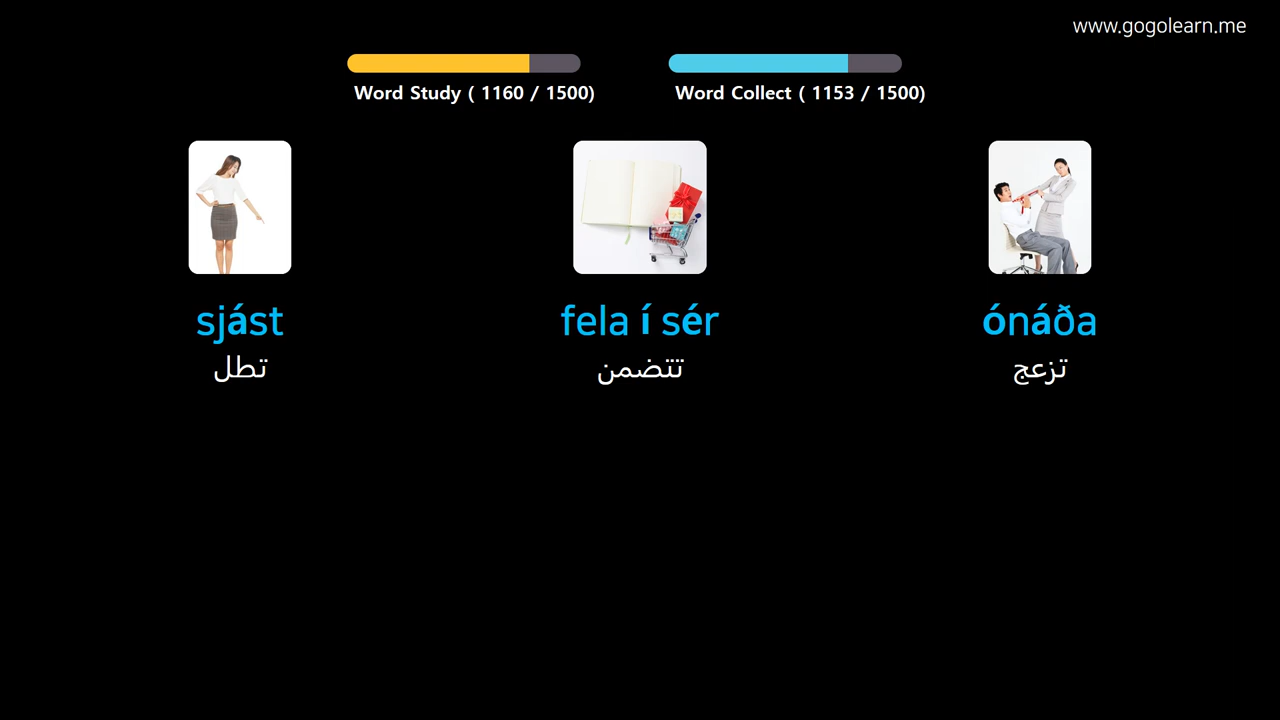 www.gogolearn.me
Word Study ( 1160 / 1500)
Word Collect ( 1153 / 1500)
sjást
تطل
fela í sér
تتضمن
ónáða
تزعج